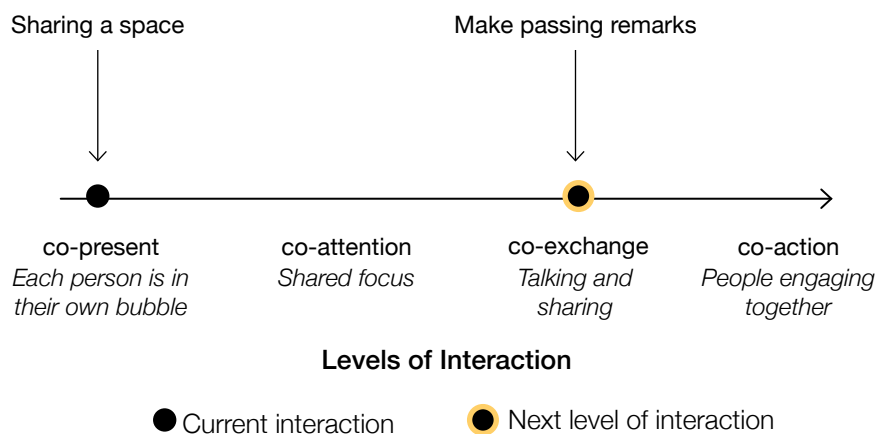 Sharing a space
Make passing remarks
co-present
Each person is in
their own bubble
co-attention
Shared focus
co-exchange
Talking and
sharing
co-action
People engaging
together
Levels of Interaction
Current interaction
Next level of interaction